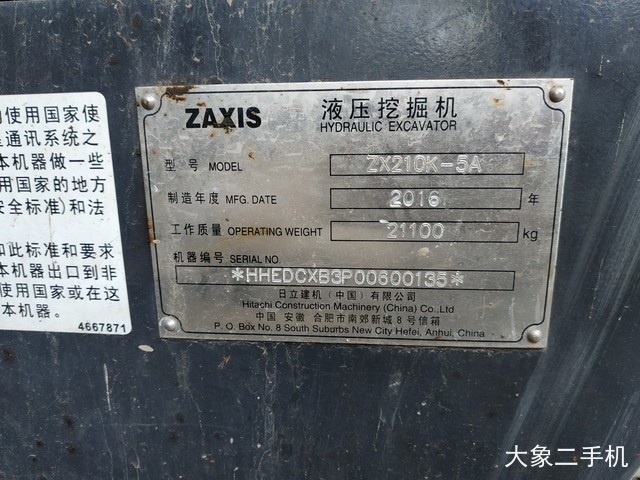 使用国家使
通讯系统之
本机器做一些
用国家的地方
安全标准)和法
如此标准和要求
本机器出口到非
使用国家或在这
本机器。
4667871
ZAXIS 液压挖掘机
HYDRAULIC EXCAVATOR
型号 MODEL ZX210K-5A
制造年度 MFG. DATE 2016 年
工作质量 OPERATING WEIGHT 21100 kg
机器编号 SERIAL NO.
*HHEDCXB3P00600135*
日立建机（中国）有限公司
Hitachi Construction Machinery (China) Co.,Ltd
中国 安徽 合肥市南郊新城8号信箱
P. O. Box No. 8 South Suburbs New City Hefei, Anhui, China
大象二手机